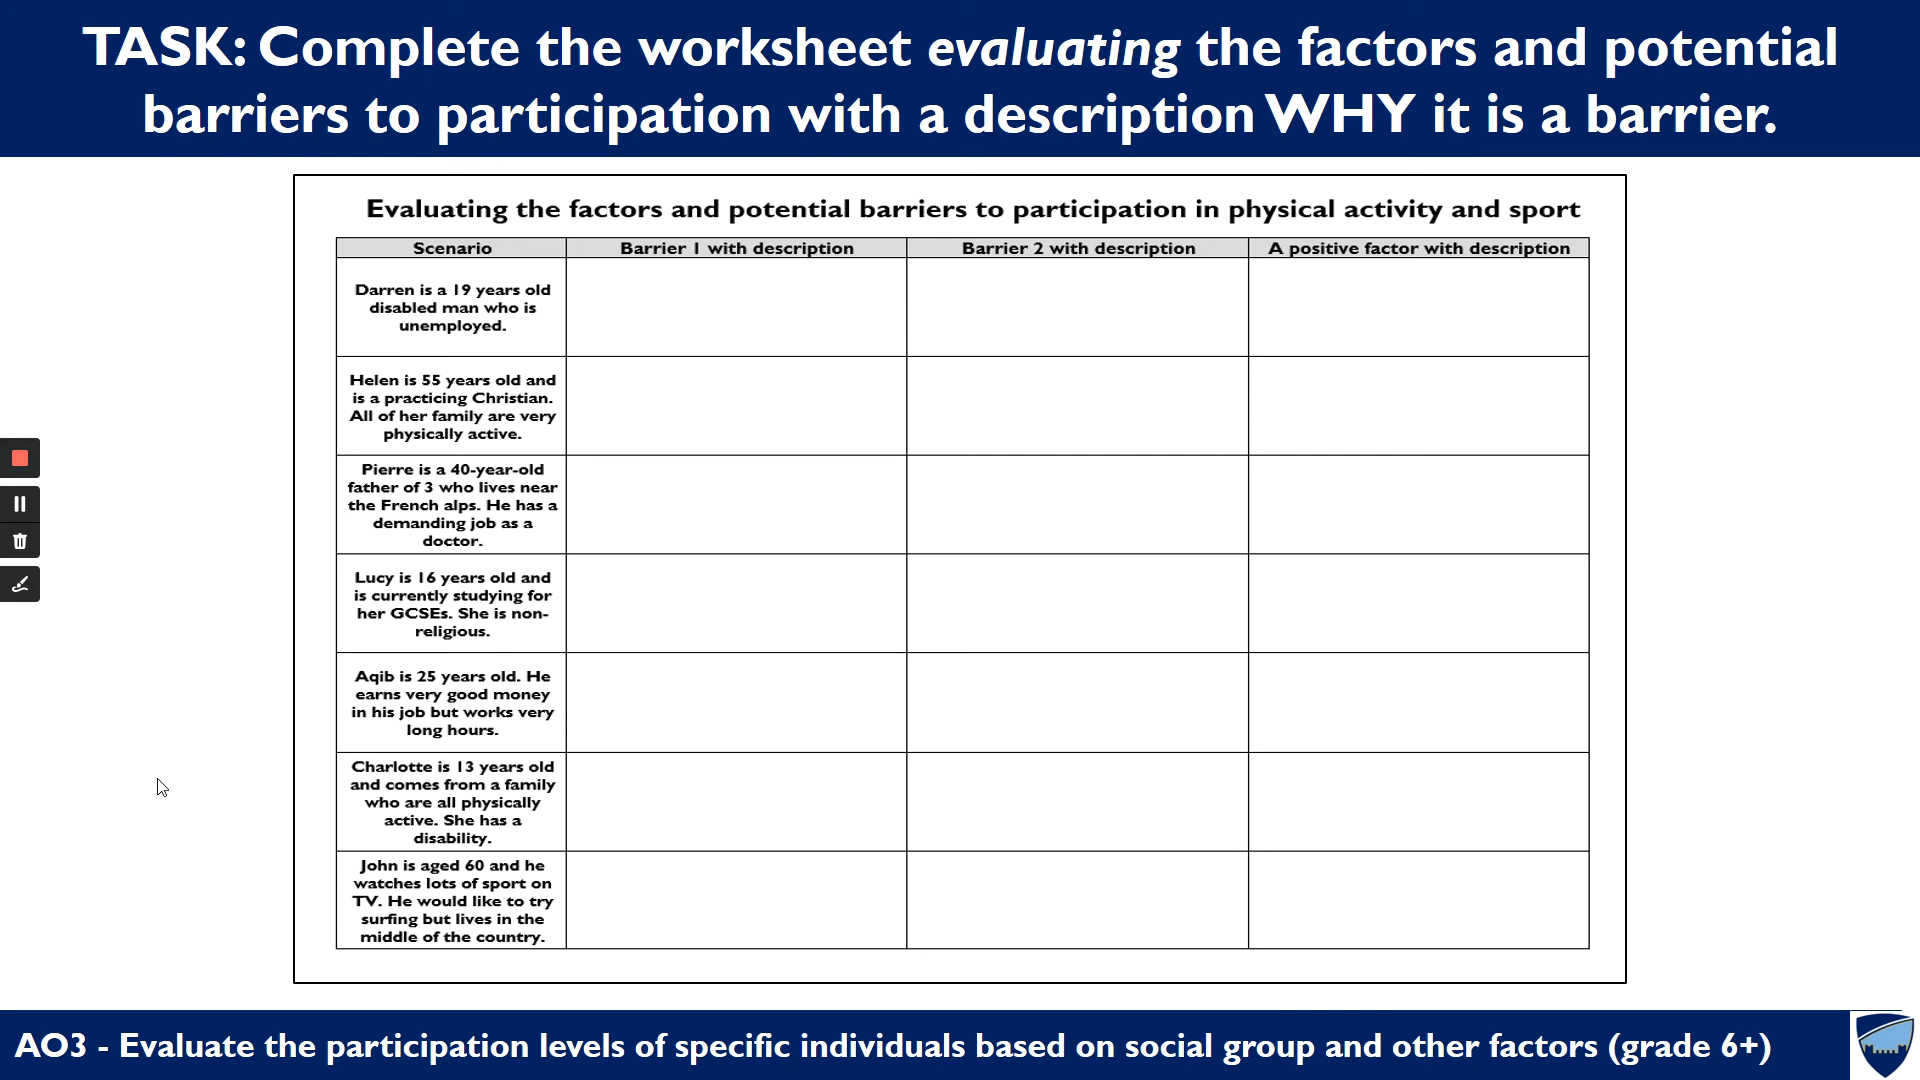 TASK: Complete the worksheet evaluating the factors and potential
barriers to participation with a description WHY it is a barrier.
Evaluating the factors and potential barriers to participation in physical activity and sport
Scenario
Barrier 1 with description
Barrier 2 with description
A positive factor with description
Darren is a 19 years old
disabled man who is
unemployed.
Helen is 55 years old and
is a practicing Christian.
All of her family are very
physically active.
Pierre is a 40-year-old
father of 3 who lives near
the French alps. He has a
demanding job as a
doctor.
Lucy is 16 years old and
is currently studying for
her GCSEs. She is non-
religious.
Aqib is 25 years old. He
earns very good money
in his job but works very
long hours.
Charlotte is 13 years old
and comes from a family
who are all physically
active. She has a
disability.
John is aged 60 and he
watches lots of sport on
TV. He would like to try
surfing but lives in the
middle of the country.
AO3 - Evaluate the participation levels of specific individuals based on social group and other factors (grade 6+)